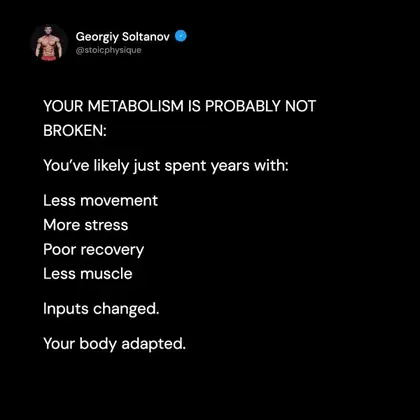 Georgiy Soltanov
@stoicphysique
YOUR METABOLISM IS PROBABLY NOT
BROKEN:
You’ve likely just spent years with:
Less movement
More stress
Poor recovery
Less muscle
Inputs changed.
Your body adapted.